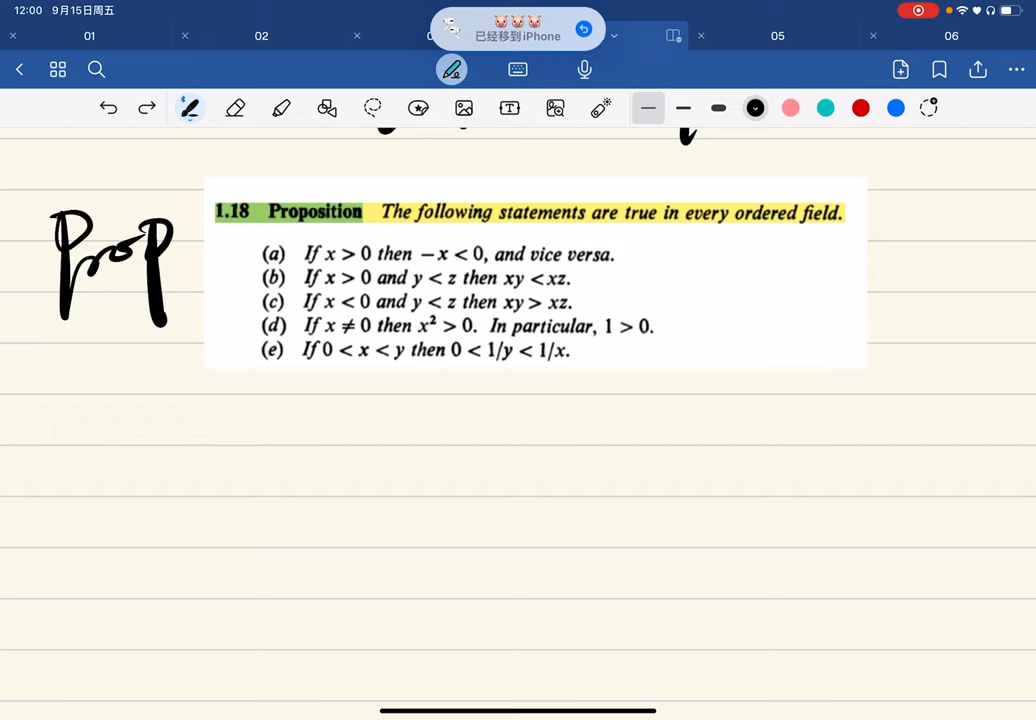 12:00 9月15日周五
🐷🐷🐷
已经移到iPhone
01 02 05 06
Prop
1.18 Proposition The following statements are true in every ordered field.
(a) If x > 0 then −x < 0, and vice versa.
(b) If x > 0 and y < z then xy < xz.
(c) If x < 0 and y < z then xy > xz.
(d) If x ≠ 0 then x² > 0. In particular, 1 > 0.
(e) If 0 < x < y then 0 < 1/y < 1/x.